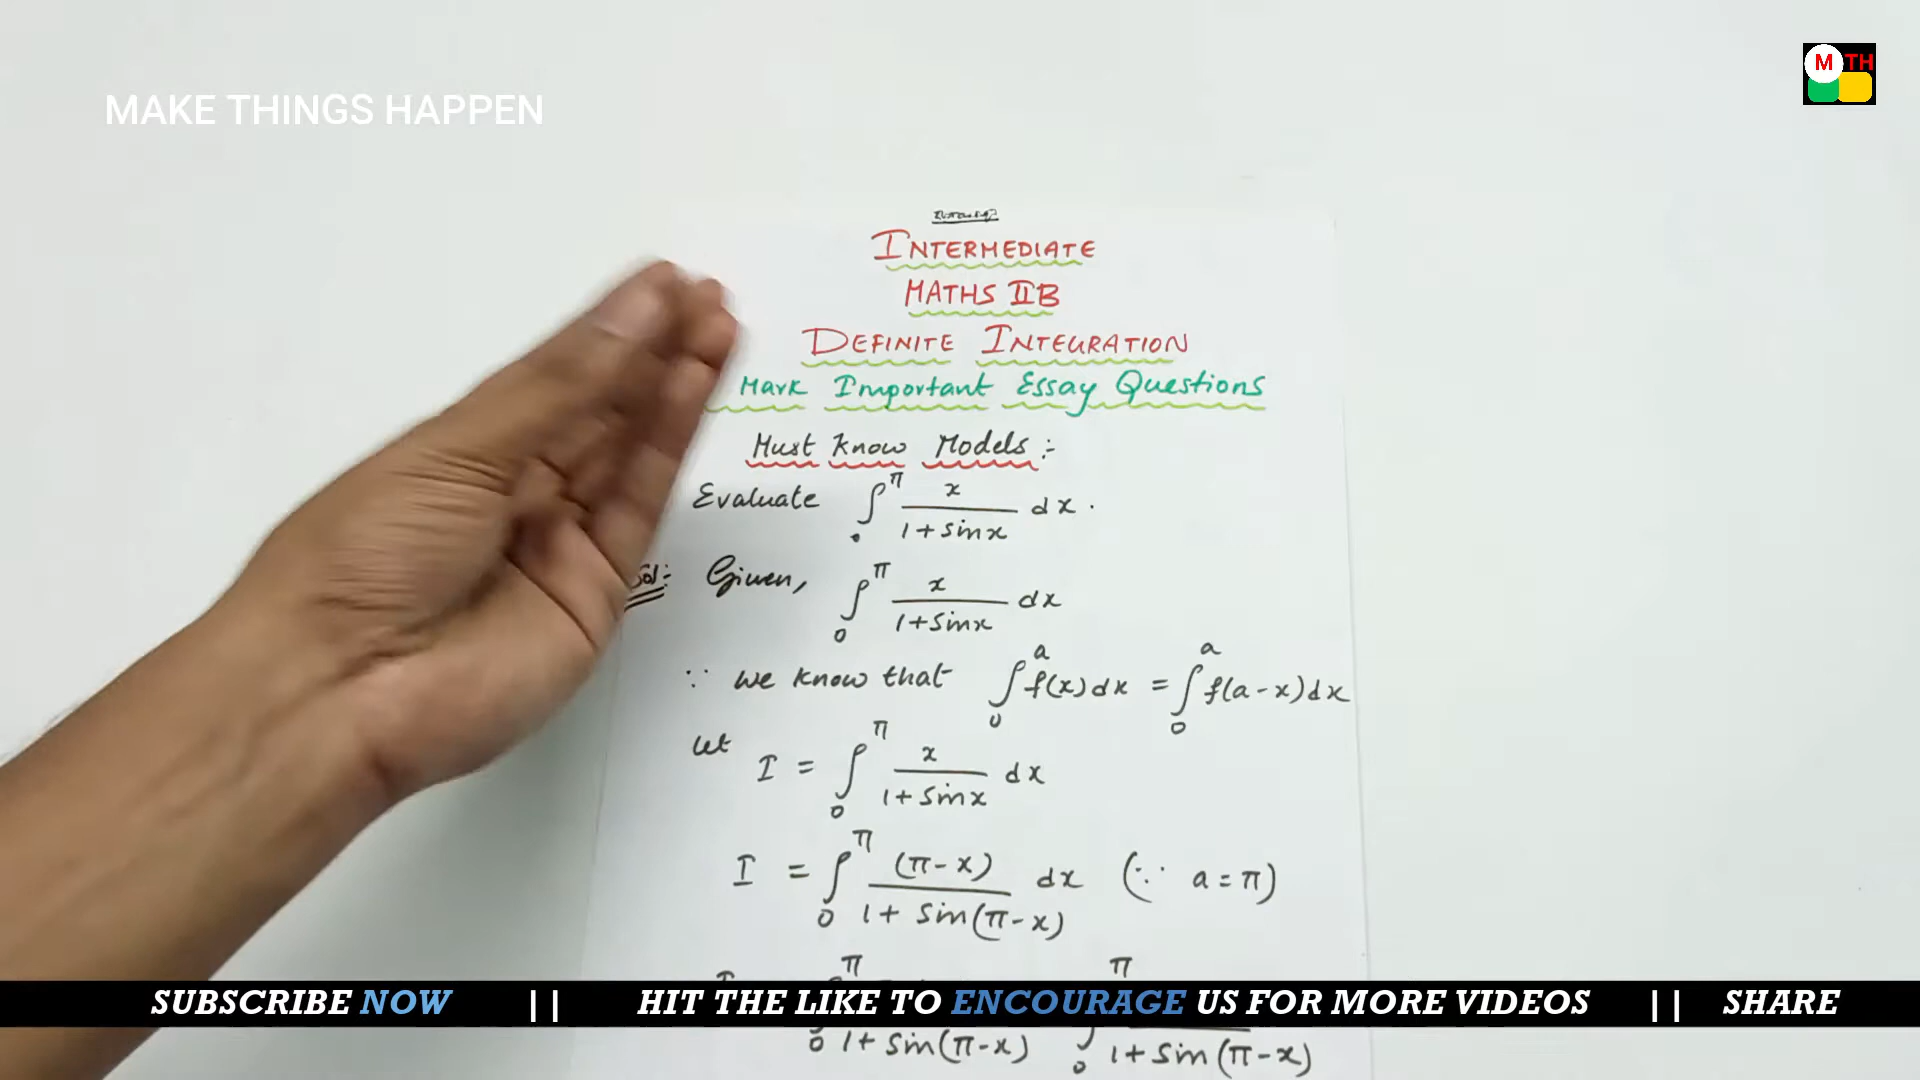 MAKE THINGS HAPPEN
MTH
INTERMEDIATE
MATHS IIB
DEFINITE INTEGRATION
Mark Important Essay Questions
Must Know Models :-
Evaluate ∫₀^π x/(1+sinx) dx .
Sol:- Given, ∫₀^π x/(1+sinx) dx
∵ we know that ∫₀^a f(x)dx = ∫₀^a f(a-x)dx
let I = ∫₀^π x/(1+sinx) dx
I = ∫₀^π (π-x)/(1+ sin(π-x)) dx (∵ a=π)
π π
SUBSCRIBE NOW || HIT THE LIKE TO ENCOURAGE US FOR MORE VIDEOS || SHARE
0 1+ sin(π-x) 0 1+ sin(π-x)